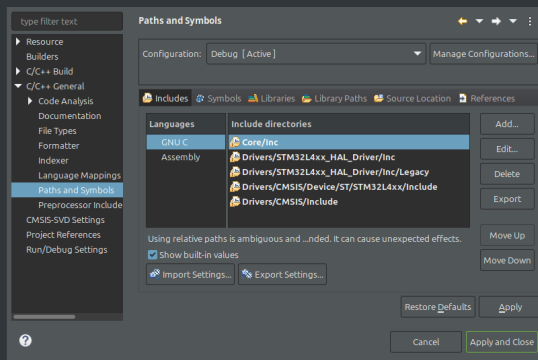 type filter text
Resource
Builders
C/C++ Build
C/C++ General
Code Analysis
Documentation
File Types
Formatter
Indexer
Language Mappings
Paths and Symbols
Preprocessor Include
CMSIS-SVD Settings
Project References
Run/Debug Settings
Paths and Symbols
Configuration: Debug [ Active ] Manage Configurations...
Includes Symbols Libraries Library Paths Source Location References
Languages Include directories
GNU C Core/Inc
Assembly Drivers/STM32L4xx_HAL_Driver/Inc
Drivers/STM32L4xx_HAL_Driver/Inc/Legacy
Drivers/CMSIS/Device/ST/STM32L4xx/Include
Drivers/CMSIS/Include
Add...
Edit...
Delete
Export
Move Up
Move Down
Using relative paths is ambiguous and ...nded. It can cause unexpected effects.
Show built-in values
Import Settings... Export Settings...
Restore Defaults Apply
? Cancel Apply and Close